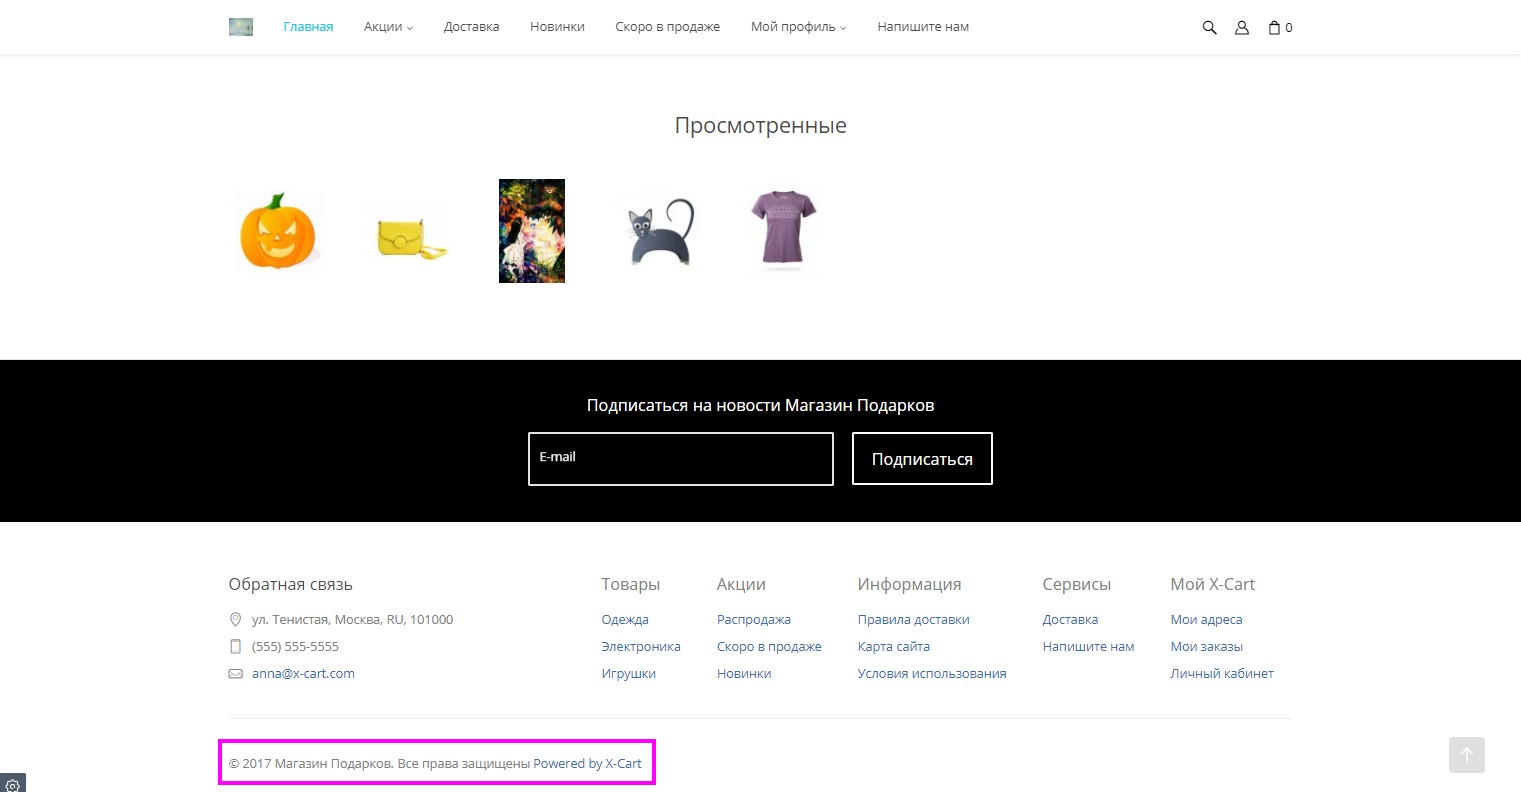 Главная Акции Доставка Новинки Скоро в продаже Мой профиль Напишите нам 0
Просмотренные
Подписаться на новости Магазин Подарков
E-mail Подписаться
Обратная связь Товары Акции Информация Сервисы Мой X-Cart
ул. Тенистая, Москва, RU, 101000 Одежда Распродажа Правила доставки Доставка Мои адреса
(555) 555-5555 Электроника Скоро в продаже Карта сайта Напишите нам Мои заказы
anna@x-cart.com Игрушки Новинки Условия использования Личный кабинет
© 2017 Магазин Подарков. Все права защищены Powered by X-Cart